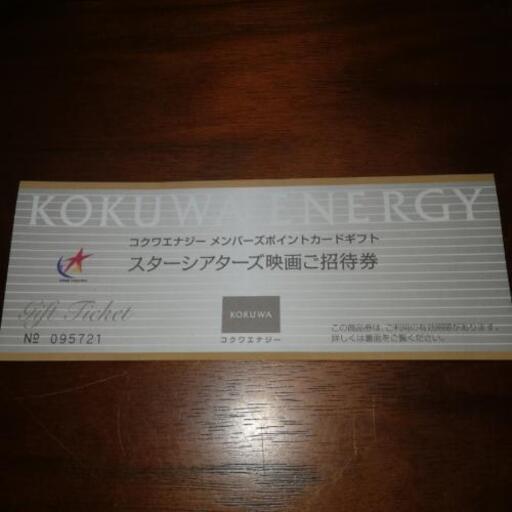 KOKUWA ENERGY
コクワエナジー メンバーズポイントカードギフト
スターシアターズ映画ご招待券
Gift Ticket
№ 095721
KOKUWA
コクワエナジー
この商品券は、ご利用の有効期限があります。
詳しくは裏面をご覧ください。